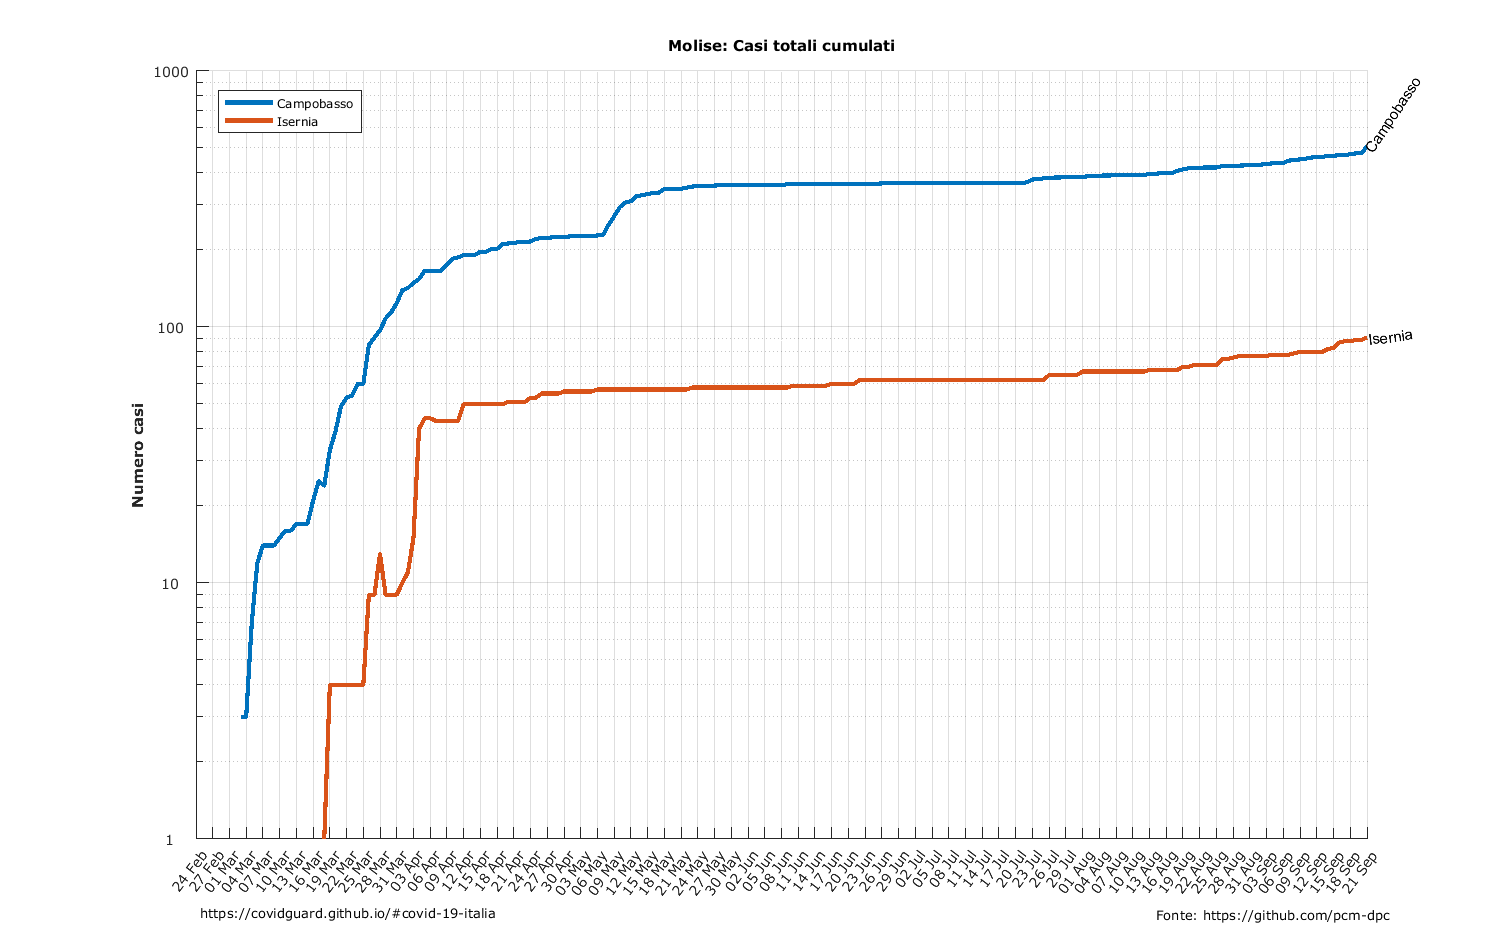 Molise: Casi totali cumulati
1000
100
10
1
Numero casi
Campobasso
Isernia
Campobasso
Isernia
24 Feb
27 Feb
01 Mar
04 Mar
07 Mar
10 Mar
13 Mar
16 Mar
19 Mar
22 Mar
25 Mar
28 Mar
31 Mar
03 Apr
06 Apr
09 Apr
12 Apr
15 Apr
18 Apr
21 Apr
24 Apr
27 Apr
30 Apr
03 May
06 May
09 May
12 May
15 May
18 May
21 May
24 May
27 May
30 May
02 Jun
05 Jun
08 Jun
11 Jun
14 Jun
17 Jun
20 Jun
23 Jun
26 Jun
29 Jun
02 Jul
05 Jul
08 Jul
11 Jul
14 Jul
17 Jul
20 Jul
23 Jul
26 Jul
29 Jul
01 Aug
04 Aug
07 Aug
10 Aug
13 Aug
16 Aug
19 Aug
22 Aug
25 Aug
28 Aug
31 Aug
03 Sep
06 Sep
09 Sep
12 Sep
15 Sep
18 Sep
21 Sep
https://covidguard.github.io/#covid-19-italia
Fonte: https://github.com/pcm-dpc